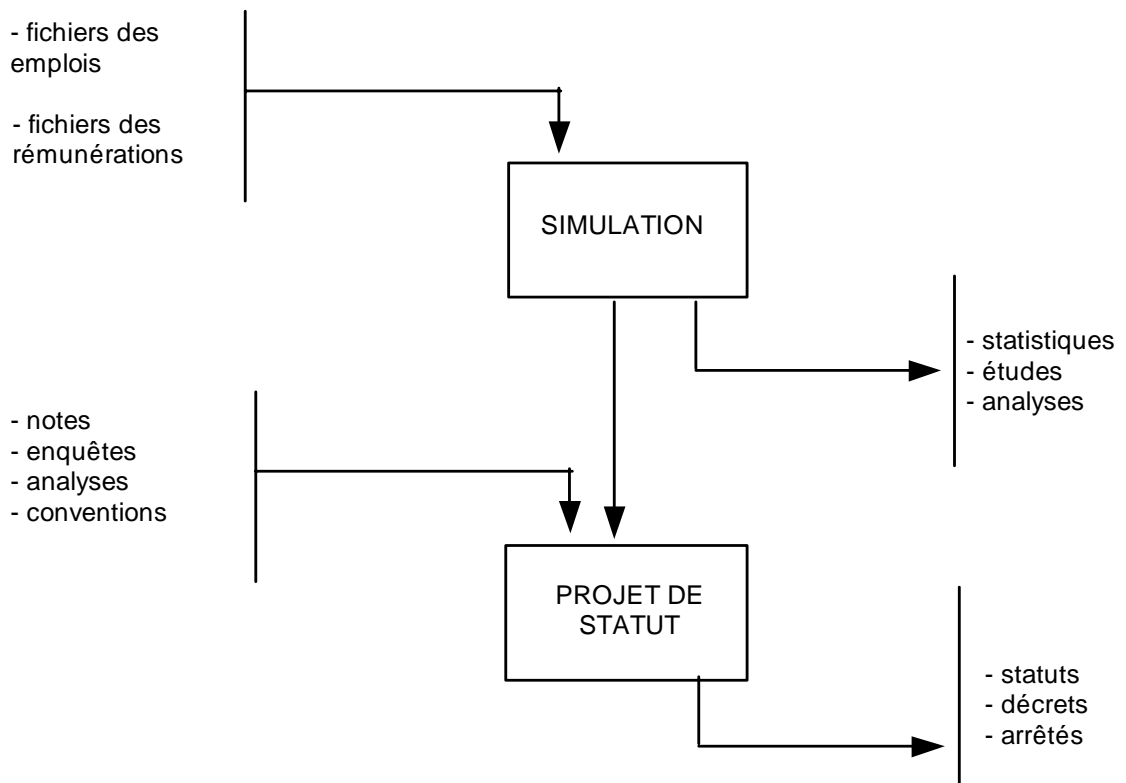 - fichiers des
emplois
- fichiers des
rémunérations
SIMULATION
- statistiques
- études
- analyses
- notes
- enquêtes
- analyses
- conventions
PROJET DE
STATUT
- statuts
- décrets
- arrêtés